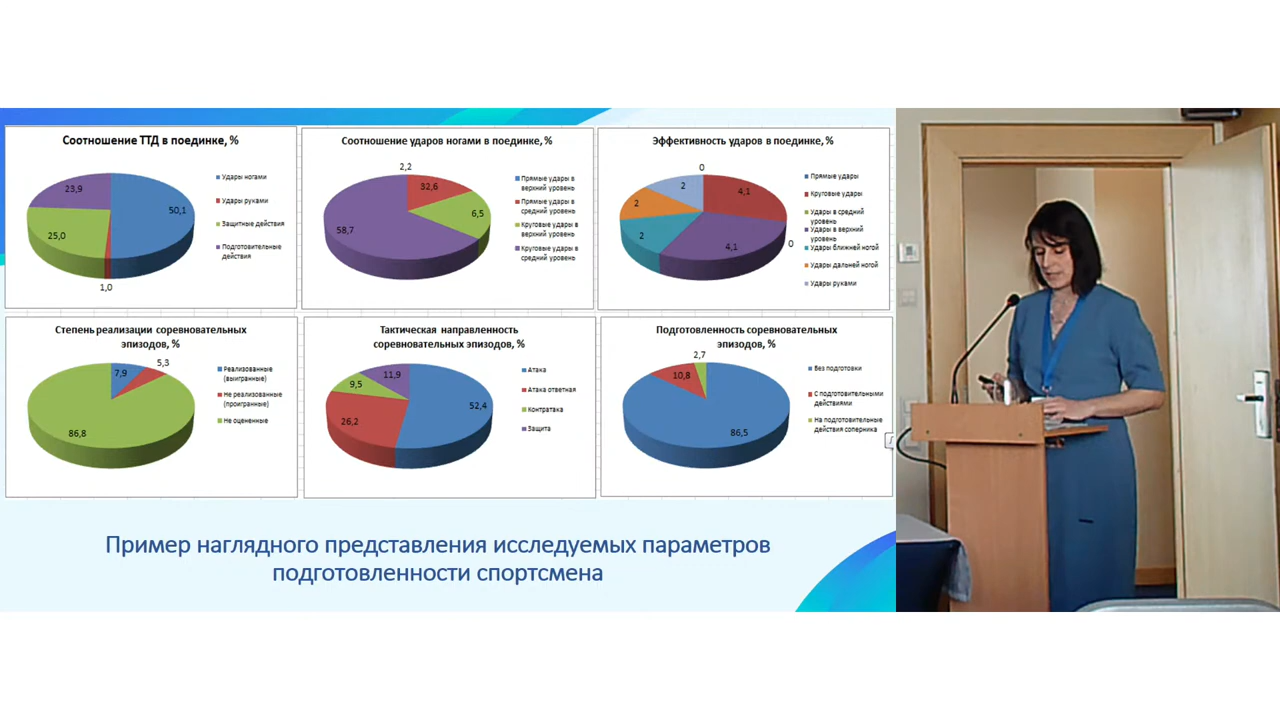 Соотношение ТТД в поединке, %
23,9
50,1
25,0
1,0
Удары ногами
Удары руками
Защитные действия
Подготовительные
действия
Соотношение ударов ногами в поединке, %
2,2
32,6
6,5
58,7
Прямые удары в
верхний уровень
Прямые удары в
средний уровень
Круговые удары в
верхний уровень
Круговые удары в
средний уровень
Эффективность ударов в поединке, %
0
2
4,1
2
2
4,1
0
Прямые удары
Круговые удары
Удары в средний
уровень
Удары в верхний
уровень
Удары ближней ногой
Удары дальней ногой
Удары руками
Степень реализации соревновательных
эпизодов, %
7,9
5,3
86,8
Реализованные
(выигранные)
Не реализованные
(проигранные)
Не оцененные
Тактическая направленность
соревновательных эпизодов, %
11,9
9,5
52,4
26,2
Атака
Атака ответная
Контратака
Защита
Подготовленность соревновательных
эпизодов, %
2,7
10,8
86,5
Без подготовки
С подготовительными
действиями
На подготовительные
действия соперника
Пример наглядного представления исследуемых параметров
подготовленности спортсмена